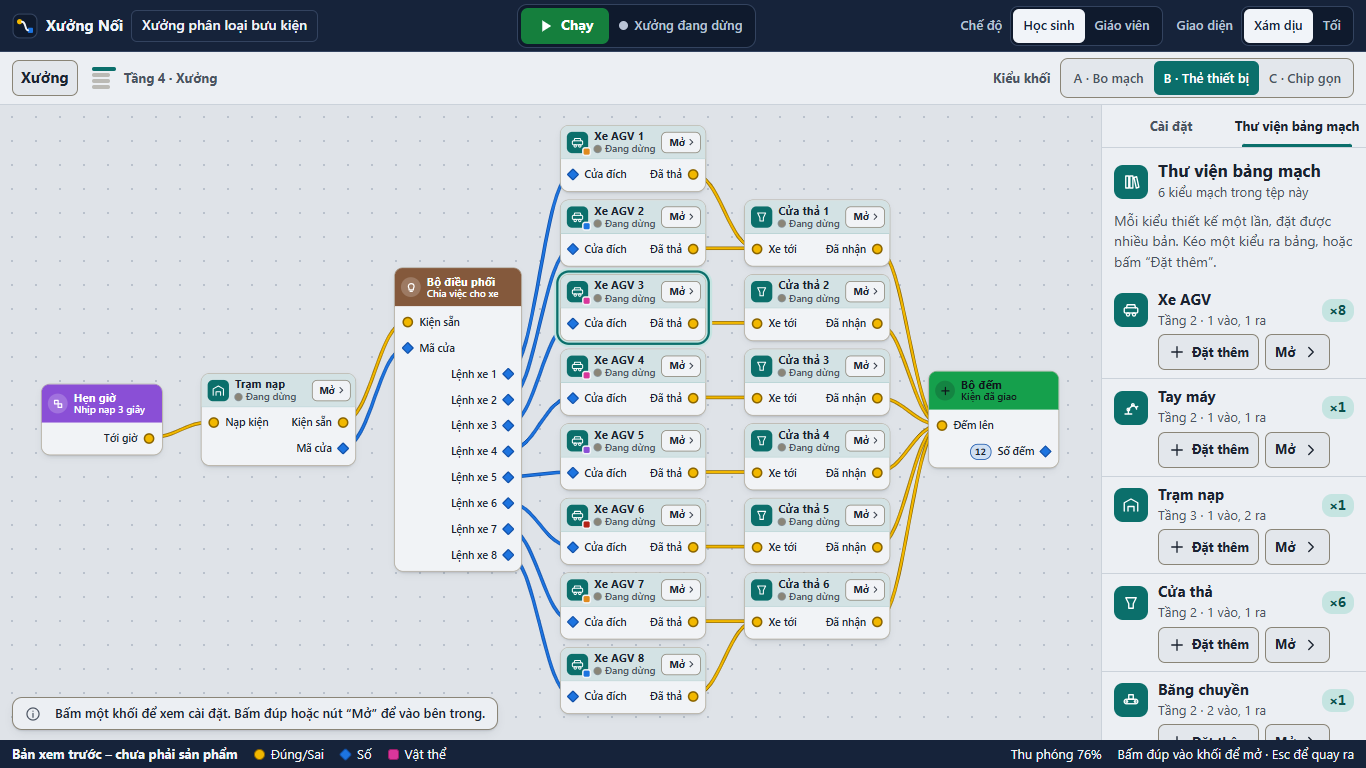 Xưởng Nối
Xưởng phân loại bưu kiện
Chạy
Xưởng đang dừng
Chế độ
Học sinh
Giáo viên
Giao diện
Xám dịu
Tối
Xưởng
Tầng 4 · Xưởng
Kiểu khối
A · Bo mạch
B · Thẻ thiết bị
C · Chip gọn
Hẹn giờ
Nhịp nạp 3 giây
Tới giờ
Trạm nạp
Đang dừng
Mở
Nạp kiện
Kiện sẵn
Mã cửa
Bộ điều phối
Chia việc cho xe
Kiện sẵn
Mã cửa
Lệnh xe 1
Lệnh xe 2
Lệnh xe 3
Lệnh xe 4
Lệnh xe 5
Lệnh xe 6
Lệnh xe 7
Lệnh xe 8
Xe AGV 1
Đang dừng
Mở
Cửa đích
Đã thả
Xe AGV 2
Đang dừng
Mở
Cửa đích
Đã thả
Xe AGV 3
Đang dừng
Mở
Cửa đích
Đã thả
Xe AGV 4
Đang dừng
Mở
Cửa đích
Đã thả
Xe AGV 5
Đang dừng
Mở
Cửa đích
Đã thả
Xe AGV 6
Đang dừng
Mở
Cửa đích
Đã thả
Xe AGV 7
Đang dừng
Mở
Cửa đích
Đã thả
Xe AGV 8
Đang dừng
Mở
Cửa đích
Đã thả
Cửa thả 1
Đang dừng
Mở
Xe tới
Đã nhận
Cửa thả 2
Đang dừng
Mở
Xe tới
Đã nhận
Cửa thả 3
Đang dừng
Mở
Xe tới
Đã nhận
Cửa thả 4
Đang dừng
Mở
Xe tới
Đã nhận
Cửa thả 5
Đang dừng
Mở
Xe tới
Đã nhận
Cửa thả 6
Đang dừng
Mở
Xe tới
Đã nhận
Bộ đếm
Kiện đã giao
Đếm lên
12
Số đếm
Cài đặt
Thư viện bảng mạch
Thư viện bảng mạch
6 kiểu mạch trong tệp này
Mỗi kiểu thiết kế một lần, đặt được
nhiều bản. Kéo một kiểu ra bảng, hoặc
bấm “Đặt thêm”.
Xe AGV
Tầng 2 · 1 vào, 1 ra
×8
Đặt thêm
Mở
Tay máy
Tầng 2 · 1 vào, 1 ra
×1
Đặt thêm
Mở
Trạm nạp
Tầng 3 · 1 vào, 2 ra
×1
Đặt thêm
Mở
Cửa thả
Tầng 2 · 1 vào, 1 ra
×6
Đặt thêm
Mở
Băng chuyền
Tầng 2 · 2 vào, 1 ra
×1
Đặt thêm
Mở
Bấm một khối để xem cài đặt. Bấm đúp hoặc nút “Mở” để vào bên trong.
Bản xem trước – chưa phải sản phẩm
Đúng/Sai
Số
Vật thể
Thu phóng 76%
Bấm đúp vào khối để mở · Esc để quay ra